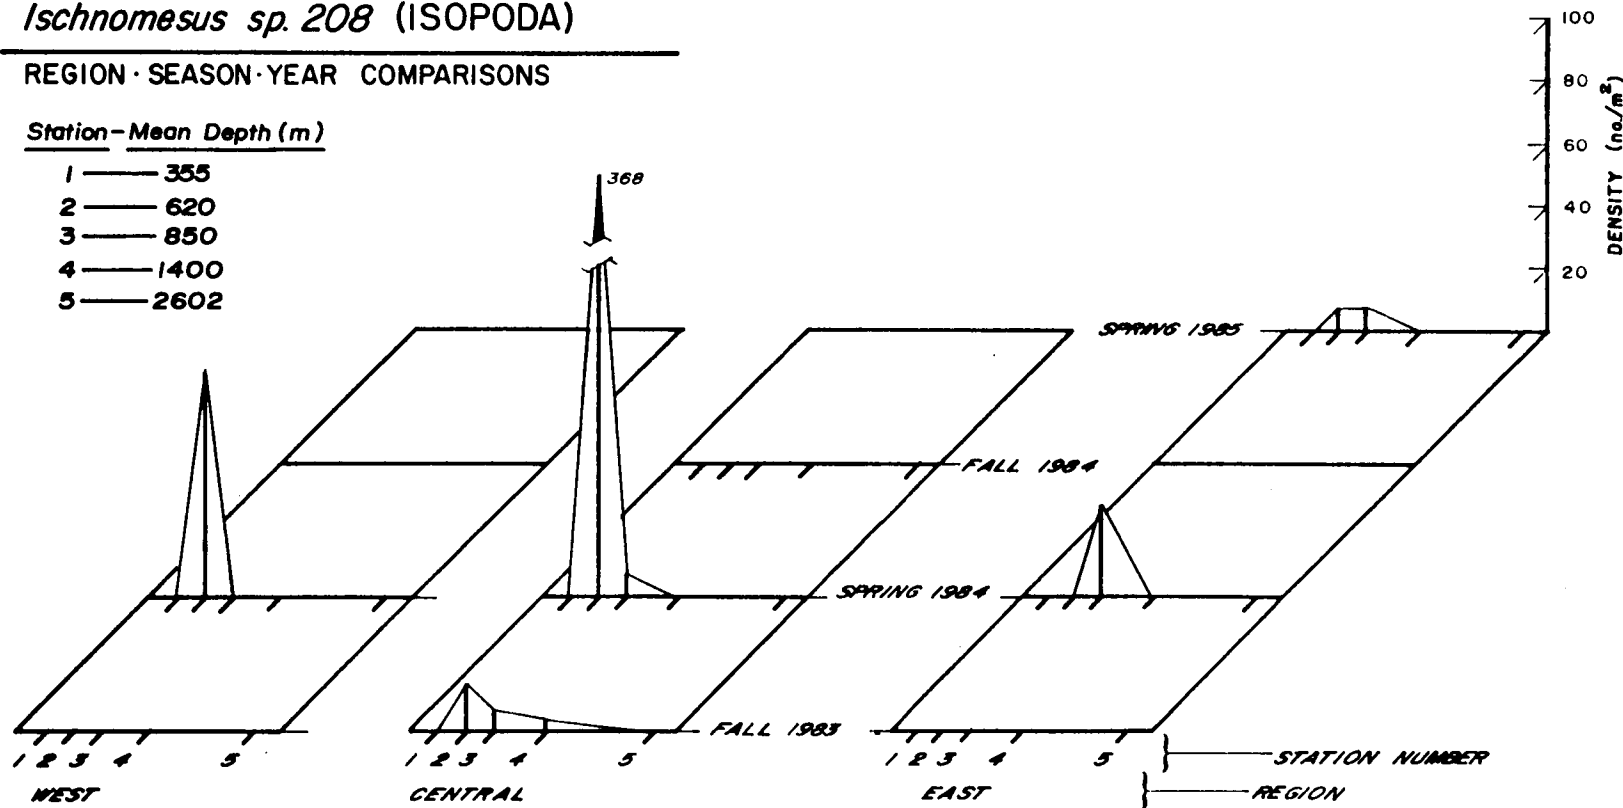 Ischnomesus sp. 208 (ISOPODA)
REGION · SEASON · YEAR COMPARISONS
Station – Mean Depth (m)
1 — 355
2 — 620
3 — 850
4 — 1400
5 — 2602
368
100
80
60
40
20
DENSITY (no/m²)
SPRING 1985
FALL 1984
SPRING 1984
FALL 1983
1 2 3 4 5
1 2 3 4 5
1 2 3 4 5
STATION NUMBER
WEST
CENTRAL
EAST
REGION